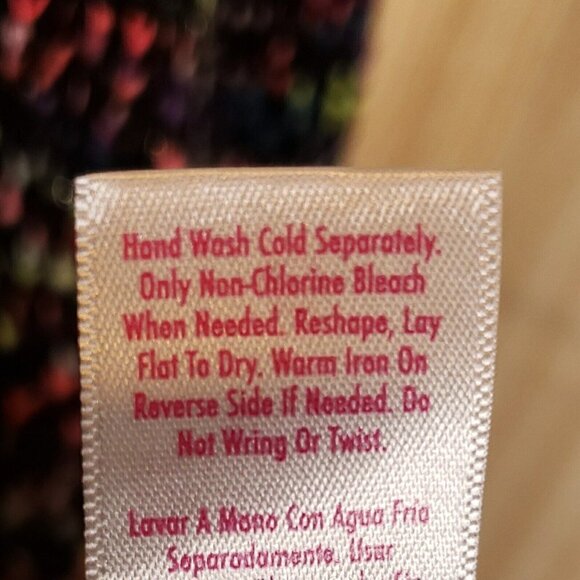 Hand Wash Cold Separately.
Only Non-Chlorine Bleach
When Needed. Reshape, Lay
Flat To Dry. Warm Iron On
Reverse Side If Needed. Do
Not Wring Or Twist.
Lavar A Mano Con Agua Fria
Separadamente. Usar